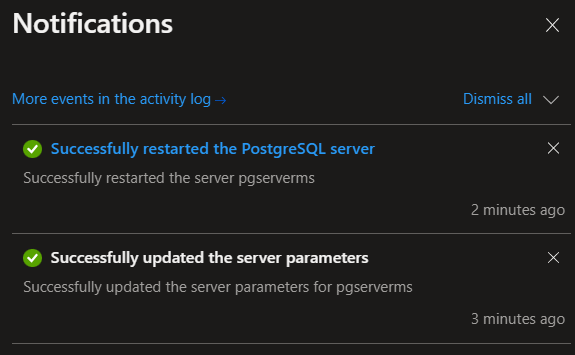 Notifications
More events in the activity log →
Dismiss all
Successfully restarted the PostgreSQL server
Successfully restarted the server pgserverms
2 minutes ago
Successfully updated the server parameters
Successfully updated the server parameters for pgserverms
3 minutes ago